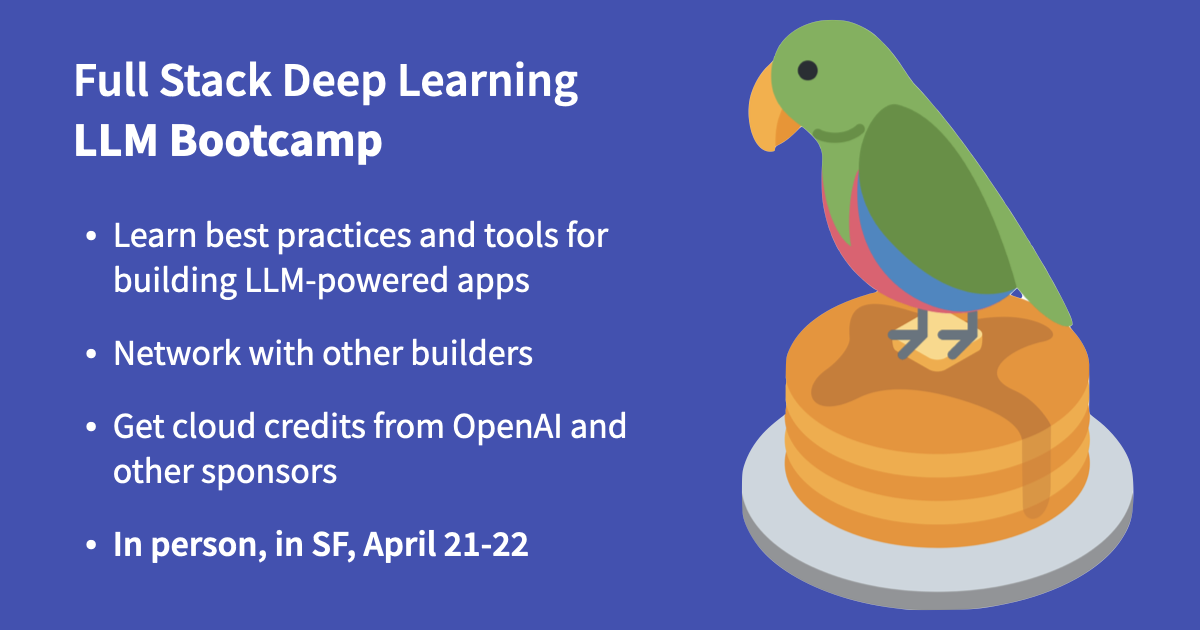 Full Stack Deep Learning
LLM Bootcamp
• Learn best practices and tools for
building LLM-powered apps
• Network with other builders
• Get cloud credits from OpenAI and
other sponsors
• In person, in SF, April 21-22